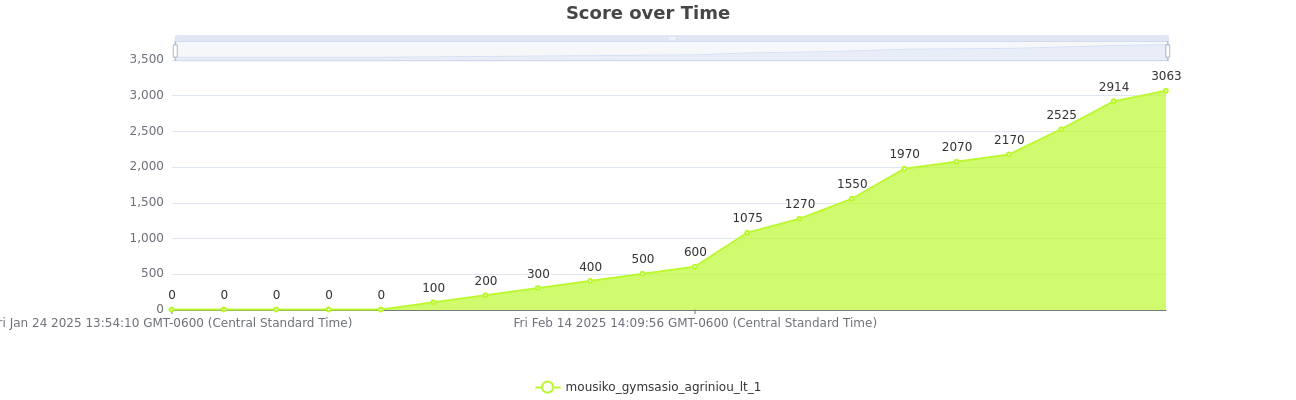 Score over Time
3,500
3,000
2,500
2,000
1,500
1,000
500
0
0 0 0 0 0 100 200 300 400 500 600 1075 1270 1550 1970 2070 2170 2525 2914 3063
ri Jan 24 2025 13:54:10 GMT-0600 (Central Standard Time) Fri Feb 14 2025 14:09:56 GMT-0600 (Central Standard Time)
mousiko_gymsasio_agriniou_lt_1